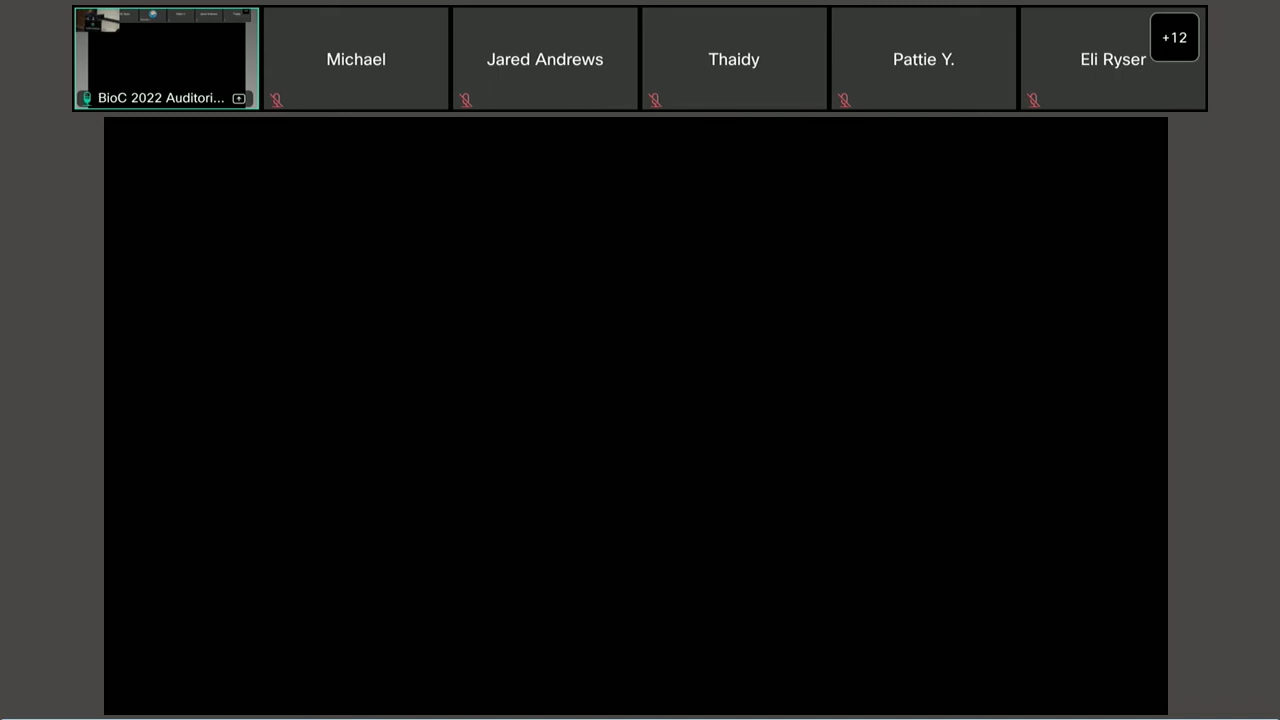 BioC 2022 Auditori...
Michael
Jared Andrews
Thaidy
Pattie Y.
Eli Ryser
+12